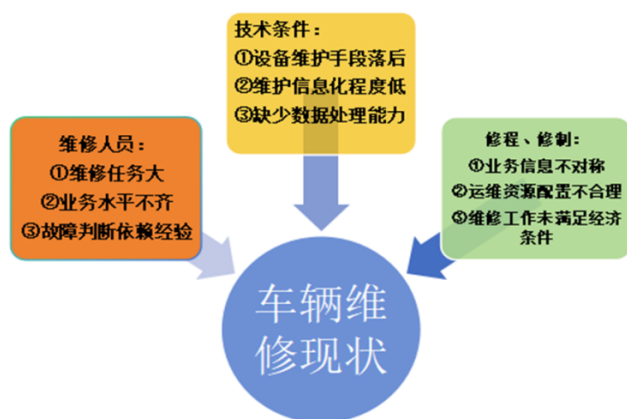 技术条件：
①设备维护手段落后
②维护信息化程度低
③缺少数据处理能力
维修人员：
①维修任务大
②业务水平不齐
③故障判断依赖经验
修程、修制：
①业务信息不对称
②运维资源配置不合理
③维修工作未满足经济
条件
车辆维
修现状